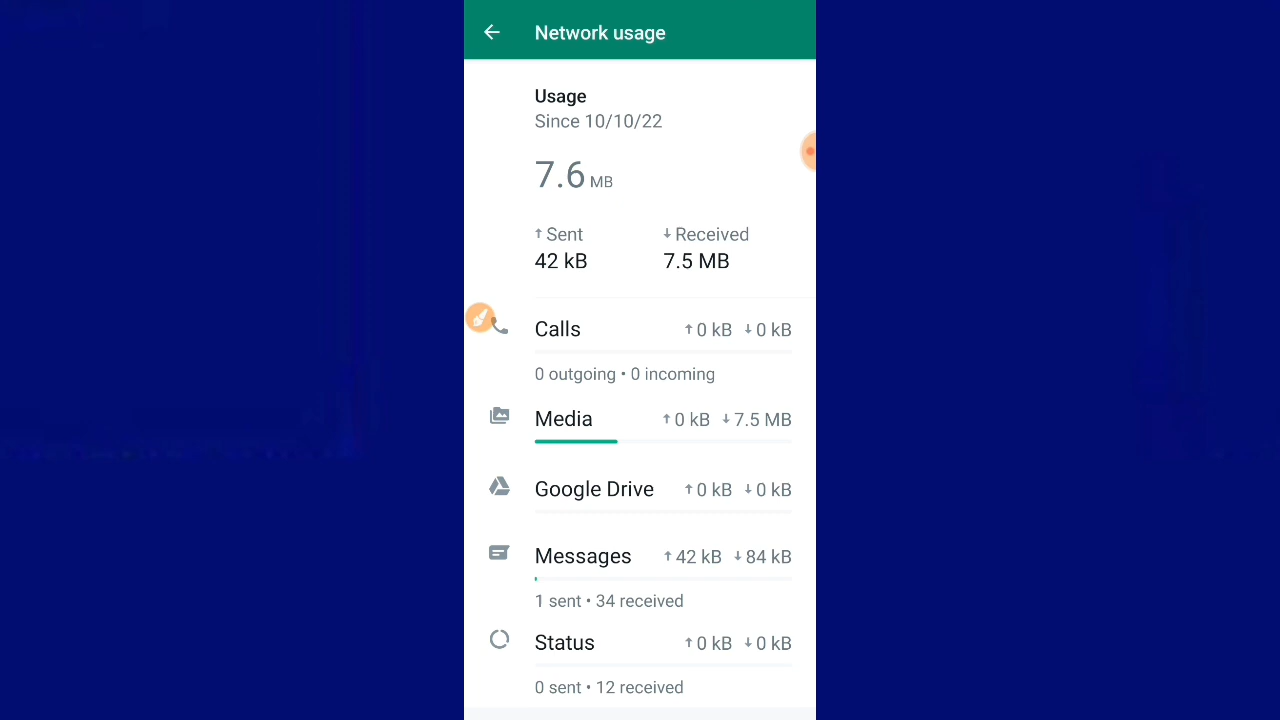 Network usage
Usage
Since 10/10/22
7.6 MB
↑ Sent ↓ Received
42 kB 7.5 MB
Calls ↑ 0 kB ↓ 0 kB
0 outgoing • 0 incoming
Media ↑ 0 kB ↓ 7.5 MB
Google Drive ↑ 0 kB ↓ 0 kB
Messages ↑ 42 kB ↓ 84 kB
1 sent • 34 received
Status ↑ 0 kB ↓ 0 kB
0 sent • 12 received